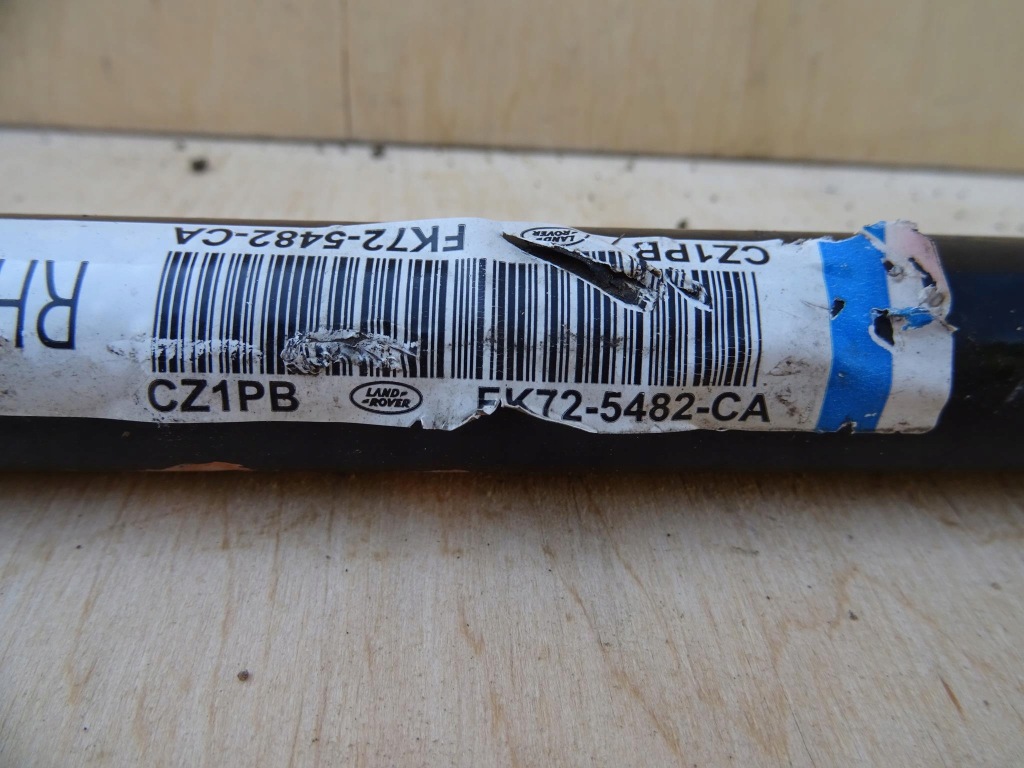 FK72-5482-CA
LAND-
-ROVER
CZ1PB
RH
CZ1PB
LAND-
-ROVER
FK72-5482-CA